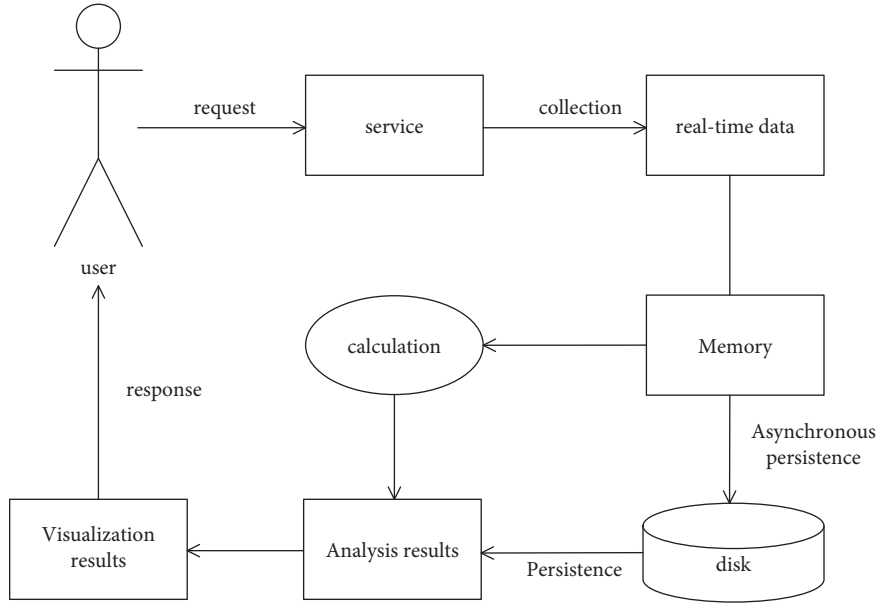 request
collection
service
real-time data
user
calculation
Memory
response
Asynchronous
persistence
Visualization
results
Analysis results
Persistence
disk